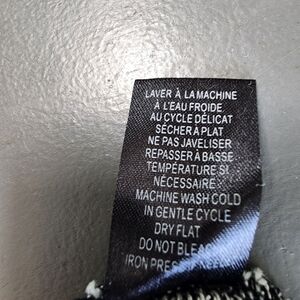 LAVER À LA MACHINE
À L'EAU FROIDE
AU CYCLE DÉLICAT
SÉCHER À PLAT
NE PAS JAVELISER
REPASSER À BASSE
TEMPÉRATURE SI
NÉCESSAIRE
MACHINE WASH COLD
IN GENTLE CYCLE
DRY FLAT
DO NOT BLEACH
IRON